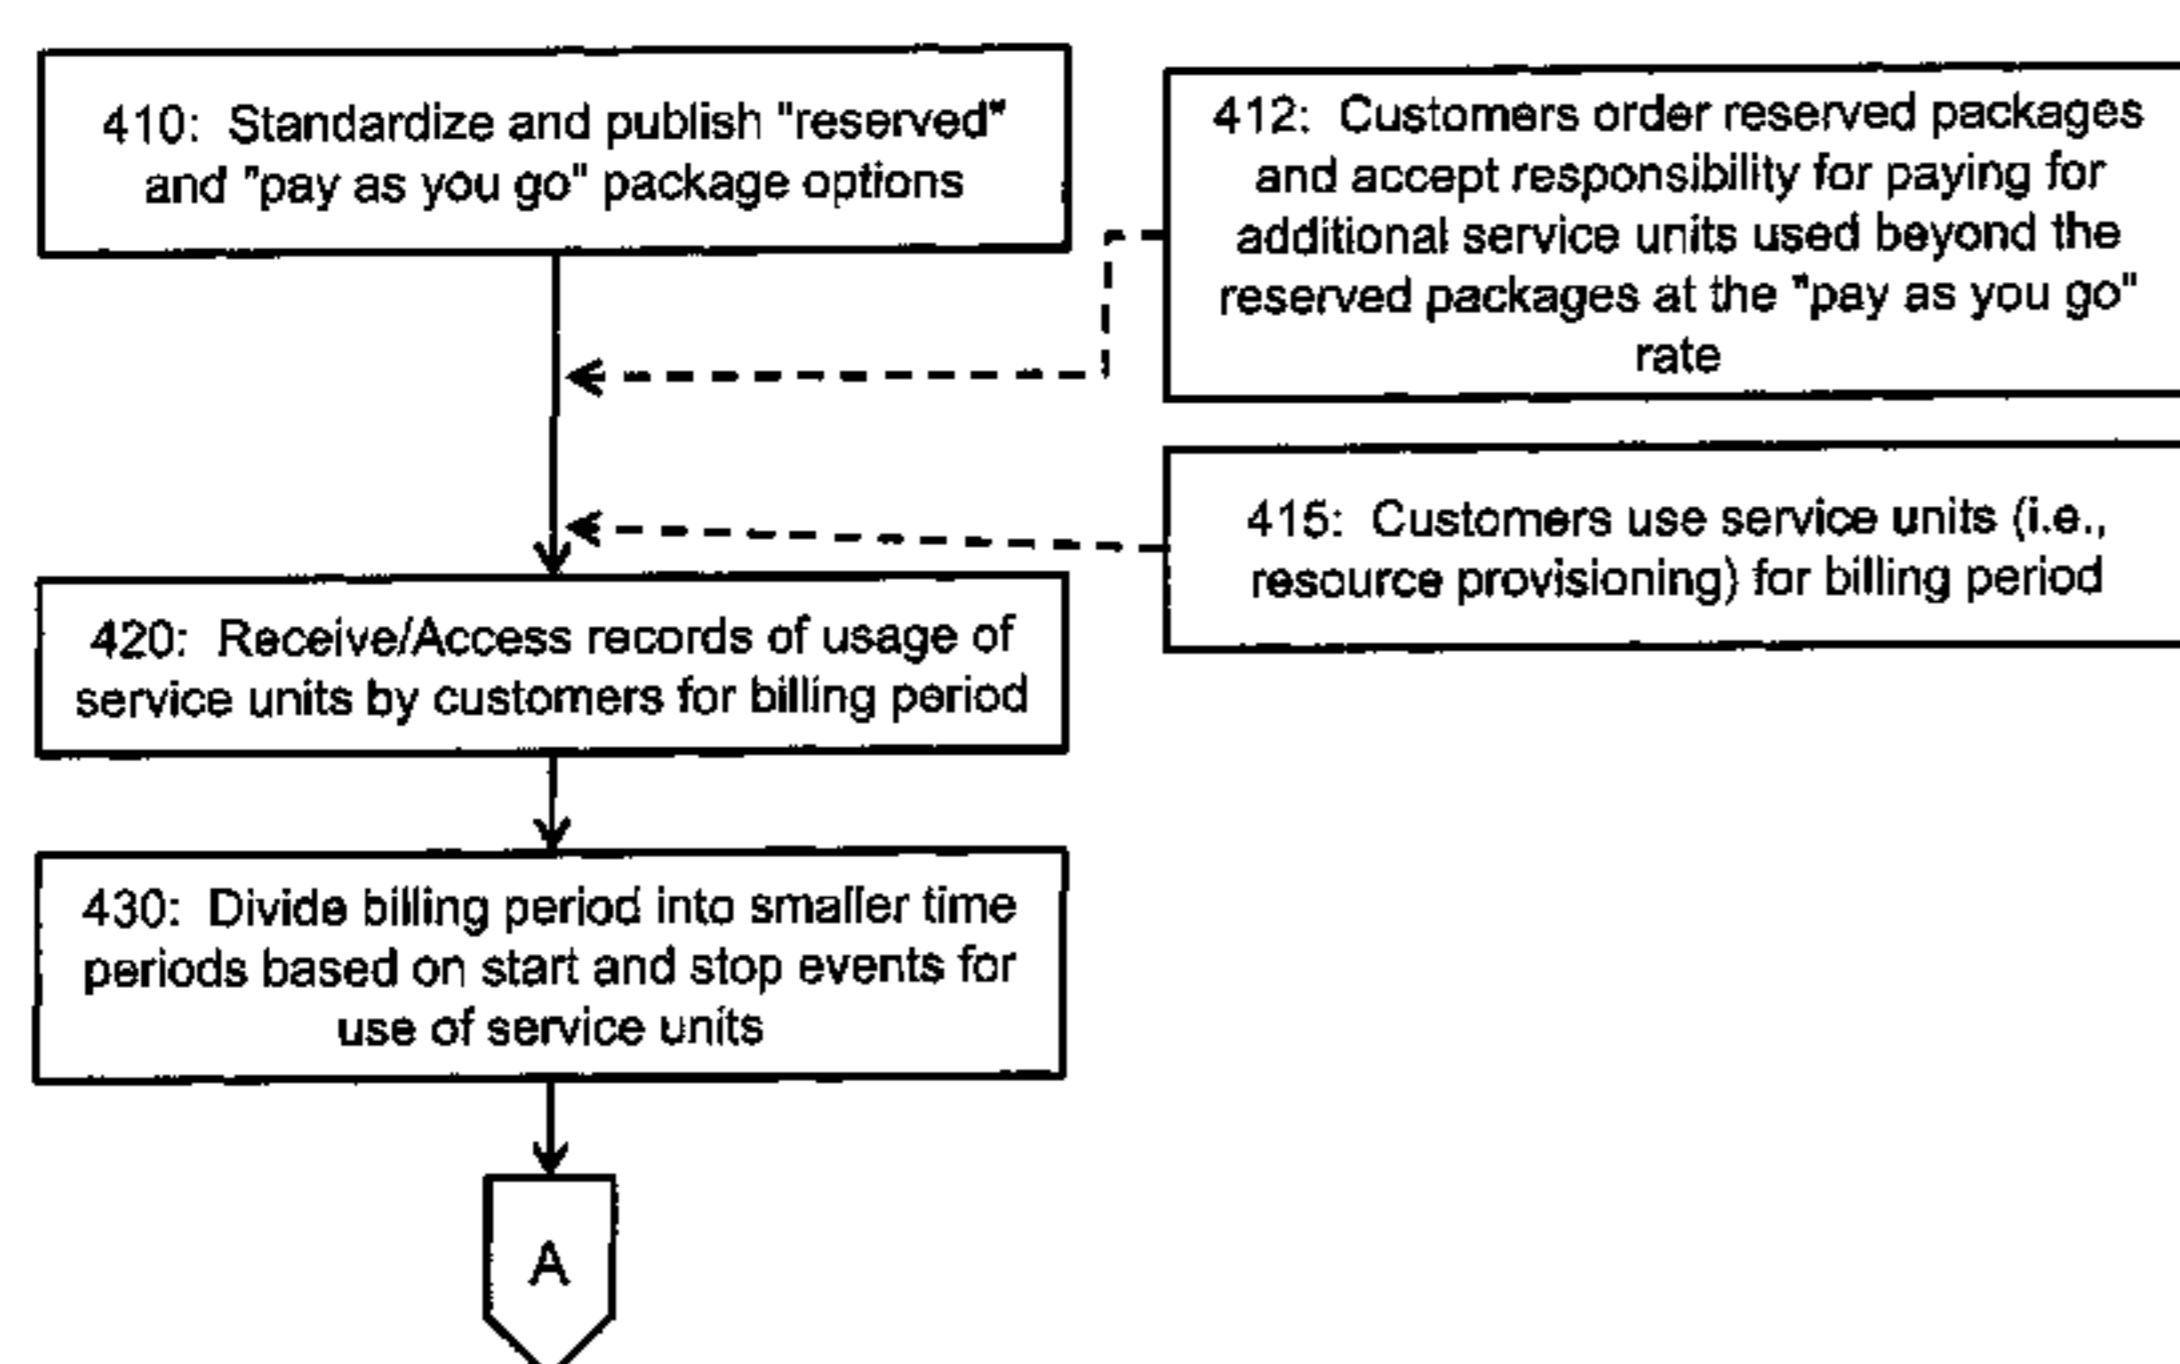 410: Standardize and publish "reserved"
and "pay as you go" package options
412: Customers order reserved packages
and accept responsibility for paying for
additional service units used beyond the
reserved packages at the "pay as you go"
rate
415: Customers use service units (i.e.,
resource provisioning) for billing period
420: Receive/Access records of usage of
service units by customers for billing period
430: Divide billing period into smaller time
periods based on start and stop events for
use of service units
A